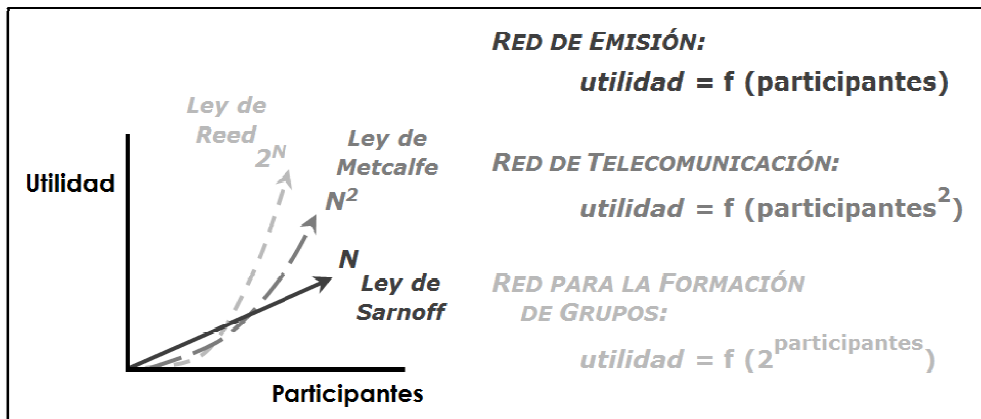 Ley de
Reed
2^N
Ley de
Metcalfe
N^2
Utilidad
N
Ley de
Sarnoff
Participantes
RED DE EMISIÓN:
utilidad = f (participantes)
RED DE TELECOMUNICACIÓN:
utilidad = f (participantes^2)
RED PARA LA FORMACIÓN
DE GRUPOS:
utilidad = f (2^participantes)